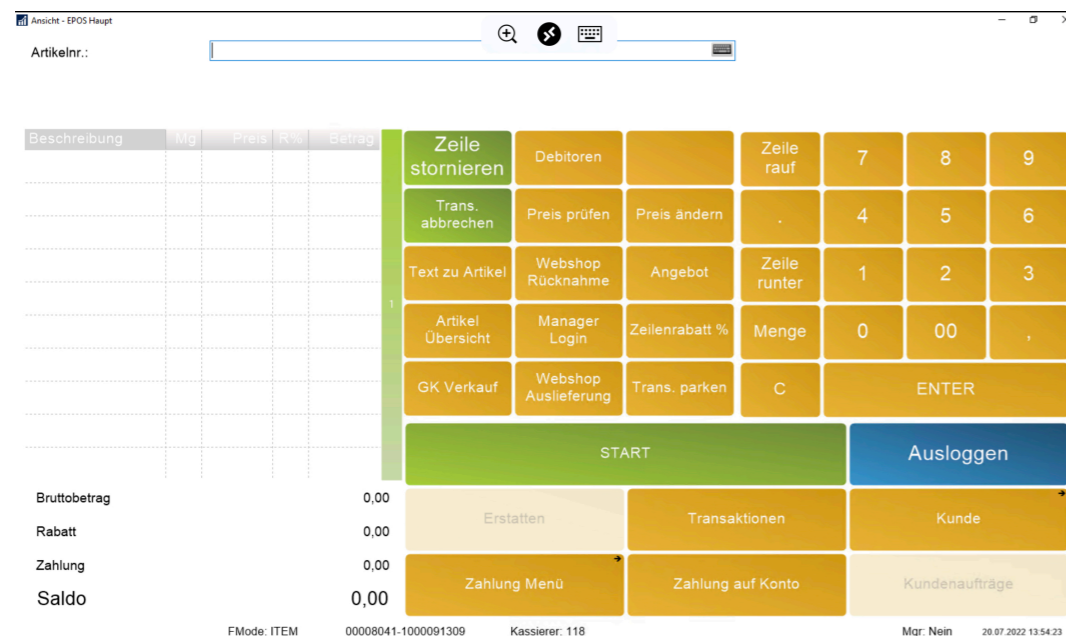 Ansicht - EPOS Haupt
Artikelnr.:
Beschreibung Mg Preis R% Betrag
1
Zeile stornieren
Debitoren
Zeile rauf
7 8 9
Trans. abbrechen
Preis prüfen
Preis ändern
.
4 5 6
Text zu Artikel
Webshop Rücknahme
Angebot
Zeile runter
1 2 3
Artikel Übersicht
Manager Login
Zeilenrabatt %
Menge
0 00 ,
GK Verkauf
Webshop Auslieferung
Trans. parken
C
ENTER
START
Ausloggen
Bruttobetrag 0,00
Rabatt 0,00
Zahlung 0,00
Saldo 0,00
Erstatten
Transaktionen
Kunde
Zahlung Menü
Zahlung auf Konto
Kundenaufträge
FMode: ITEM 00008041-1000091309 Kassierer: 118 Mgr: Nein 20.07.2022 13:54:23